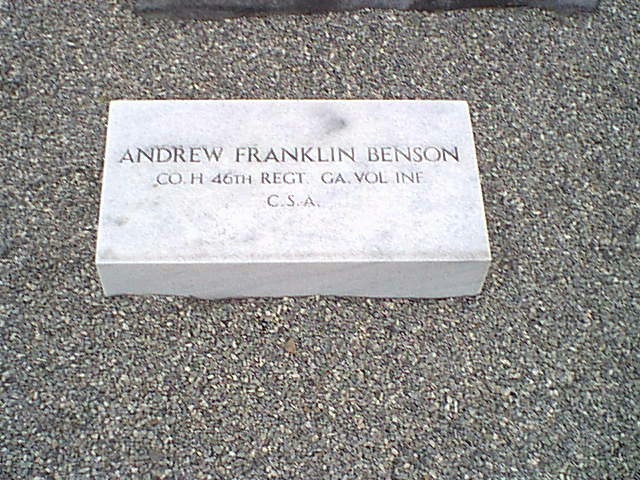 ANDREW FRANKLIN BENSON
CO. H 46TH REGT. GA. VOL. INF.
C.S.A.